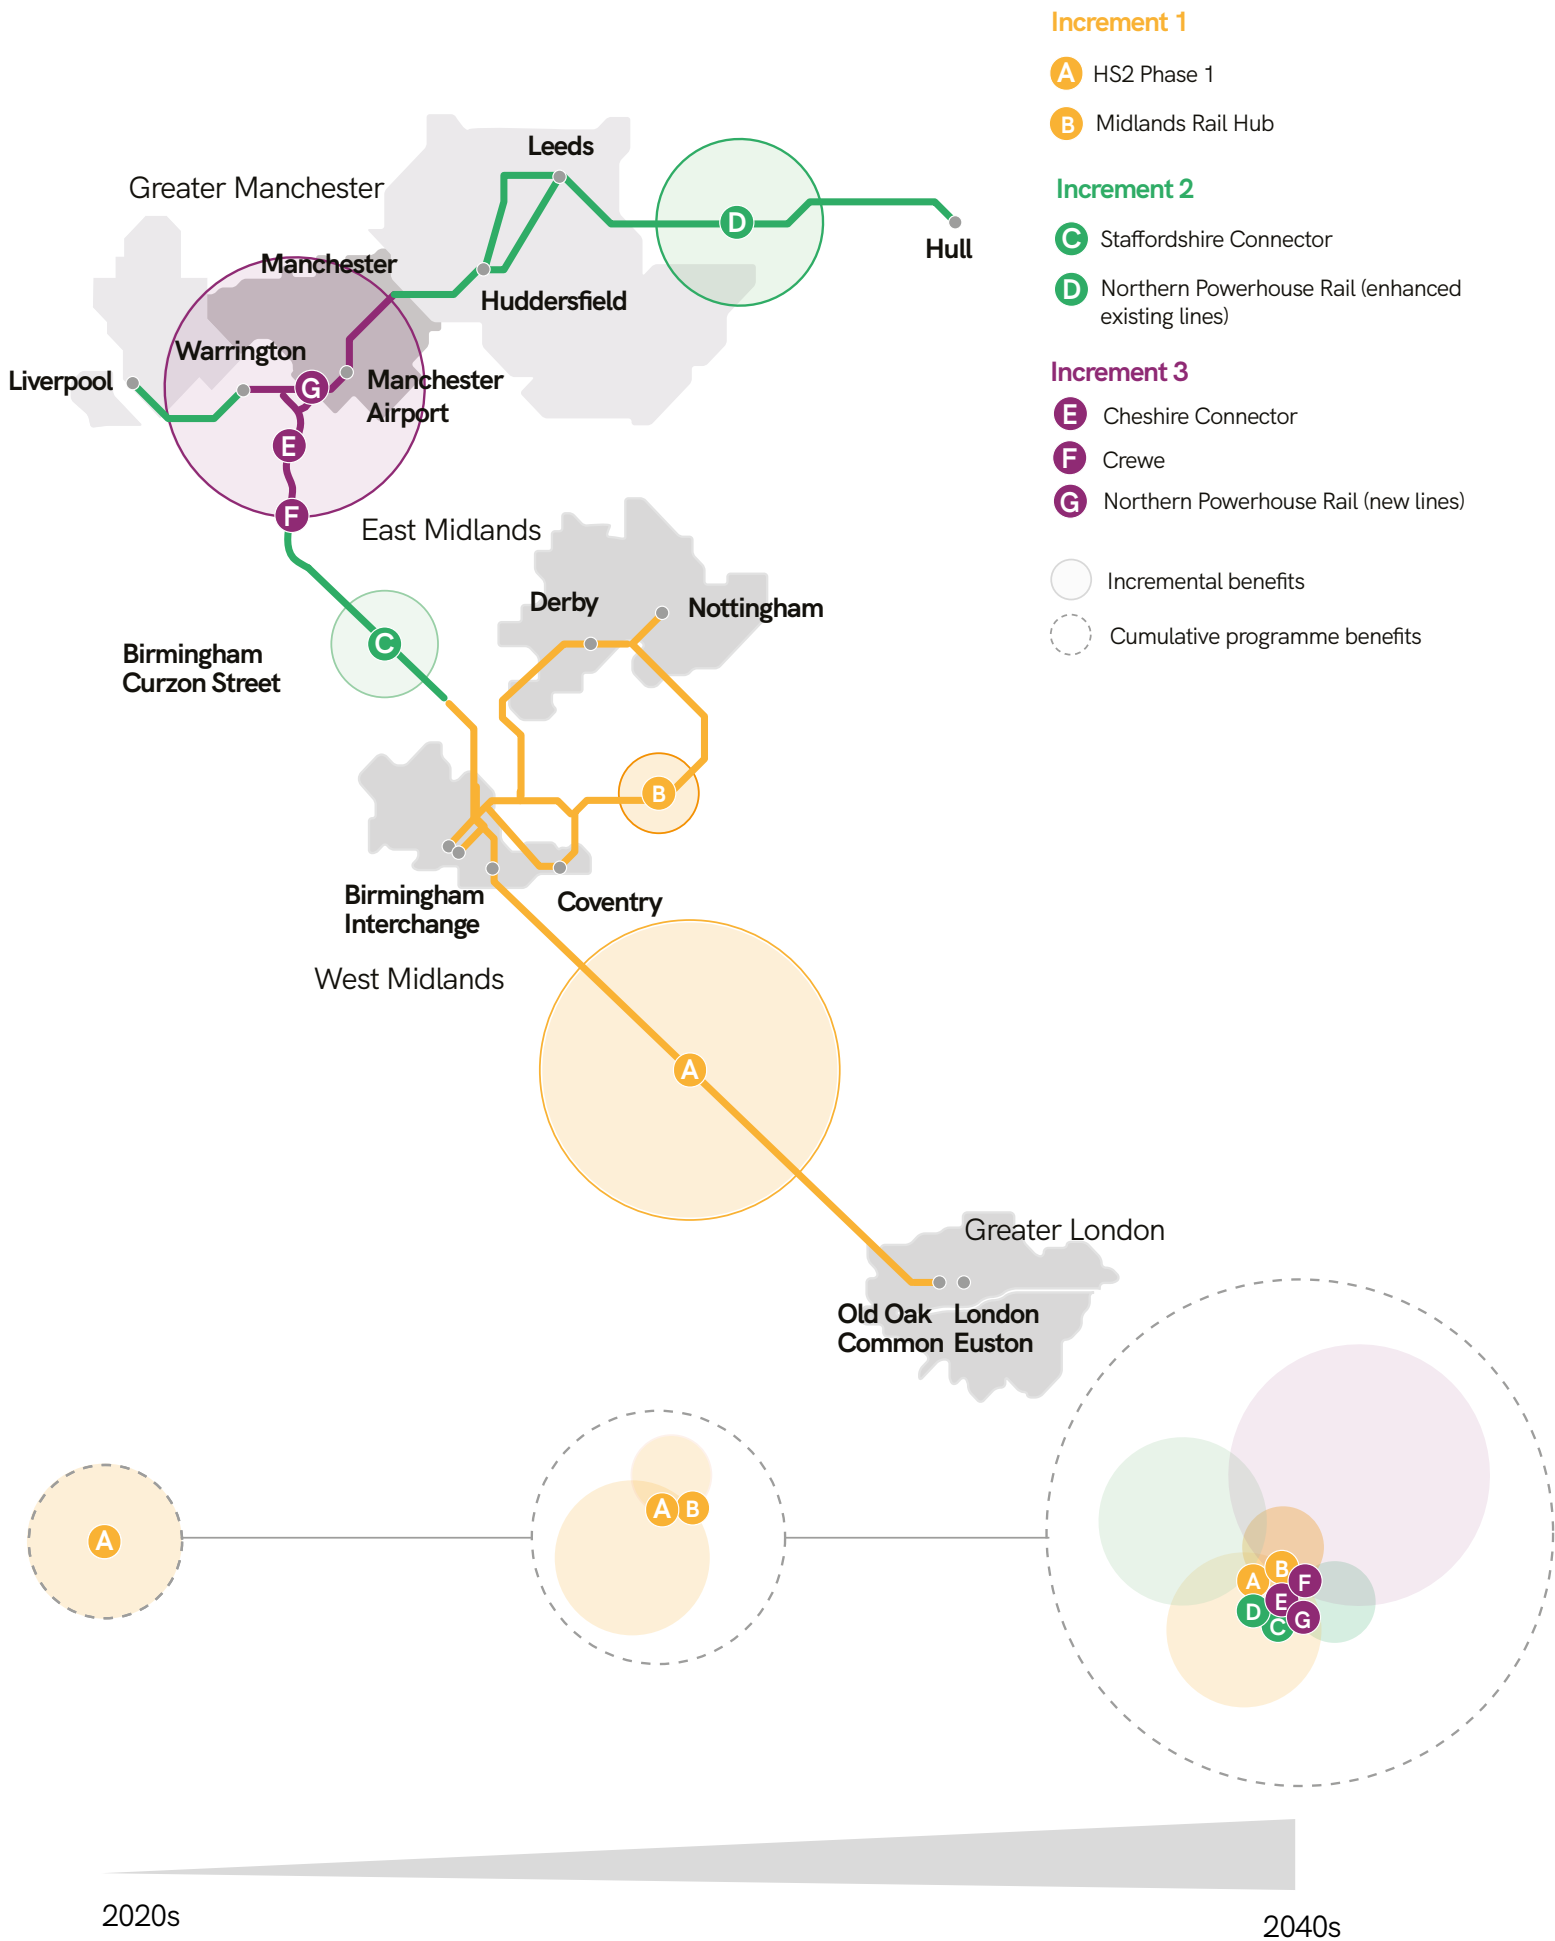 Increment 1
A HS2 Phase 1
B Midlands Rail Hub
Increment 2
C Staffordshire Connector
D Northern Powerhouse Rail (enhanced
existing lines)
Increment 3
E Cheshire Connector
F Crewe
G Northern Powerhouse Rail (new lines)
Incremental benefits
Cumulative programme benefits
Leeds
Greater Manchester
D
Hull
Manchester
Huddersfield
Warrington
Liverpool
G
Manchester
Airport
E
F
East Midlands
Derby
Nottingham
C
Birmingham
Curzon Street
B
Birmingham
Interchange
Coventry
West Midlands
A
Greater London
Old Oak
Common
London
Euston
A
A
B
A
B
F
E
D
C
G
2020s
2040s